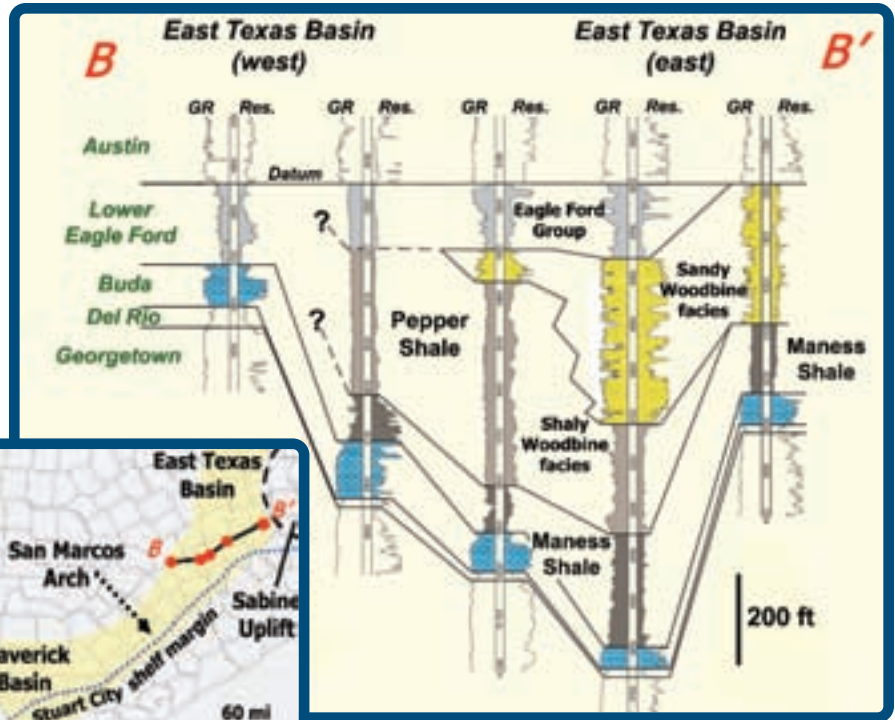 B
East Texas Basin
(west)
East Texas Basin
(east)
B'
GR Res.
GR Res.
GR Res.
GR Res.
GR Res.
Austin
Datum
Lower
Eagle Ford
?
Eagle Ford
Group
Buda
Sandy
Woodbine
facies
Del Rio
?
Pepper
Shale
Georgetown
Maness
Shale
Shaly
Woodbine
facies
Maness
Shale
200 ft
East Texas
Basin
B'
B
San Marcos
Arch
Sabine
Uplift
averick
Basin
Stuart City shelf margin
60 mi